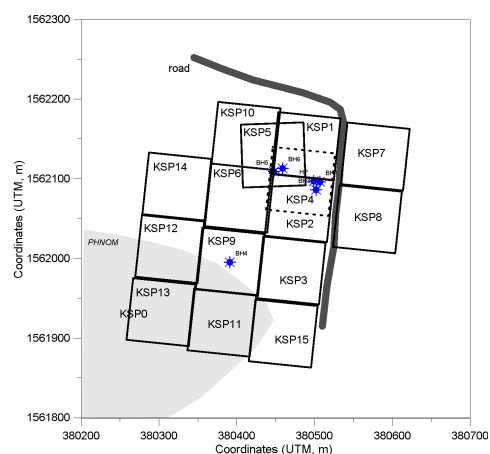 1562300
1562200
1562100
1562000
1561900
1561800
Coordinates (UTM, m)
road
KSP10
KSP1
KSP5
KSP7
KSP14
KSP6
BH5
BH6
KSP4
KSP12
KSP9
KSP2
KSP8
PHNOM
BH4
KSP13
KSP3
KSP0
KSP11
KSP15
380200
380300
380400
380500
380600
380700
Coordinates (UTM, m)